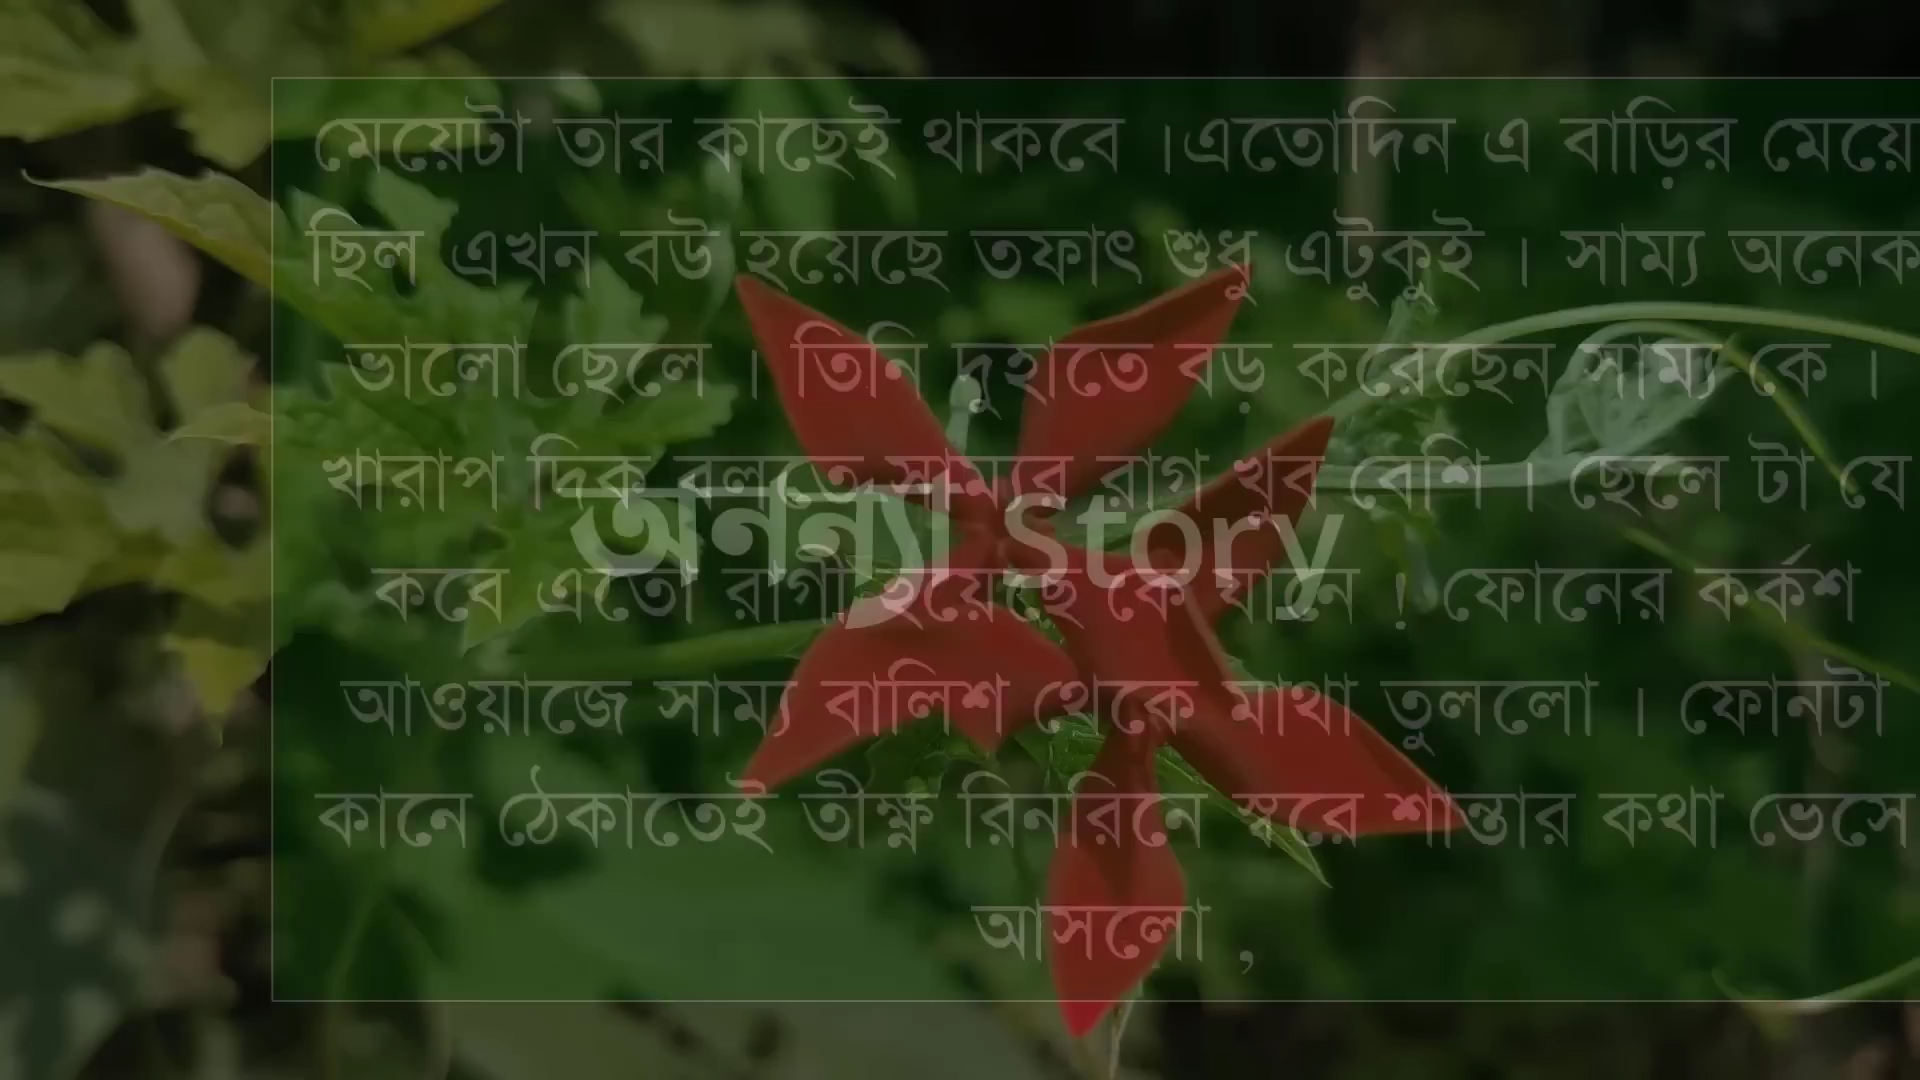 মেয়েটা তার কাছেই থাকবে ।এতোদিন এ বাড়ির মেয়ে
ছিল এখন বউ হয়েছে তফাৎ শুধু এটুকুই । সাম্য অনেক
ভালো ছেলে । তিনি দুহাতে বড় করেছেন সাম্য কে ।
খারাপ দিক বলতে সাম্যর রাগ খুব বেশি । ছেলে টা যে
অনন্যা Story
কবে এতো রাগী হয়েছে কে যানে ! ফোনের কর্কশ
আওয়াজে সাম্য বালিশ থেকে মাথা তুললো । ফোনটা
কানে ঠেকাতেই তীক্ষ্ণ রিনরিনে স্বরে শান্তার কথা ভেসে
আসলো ,